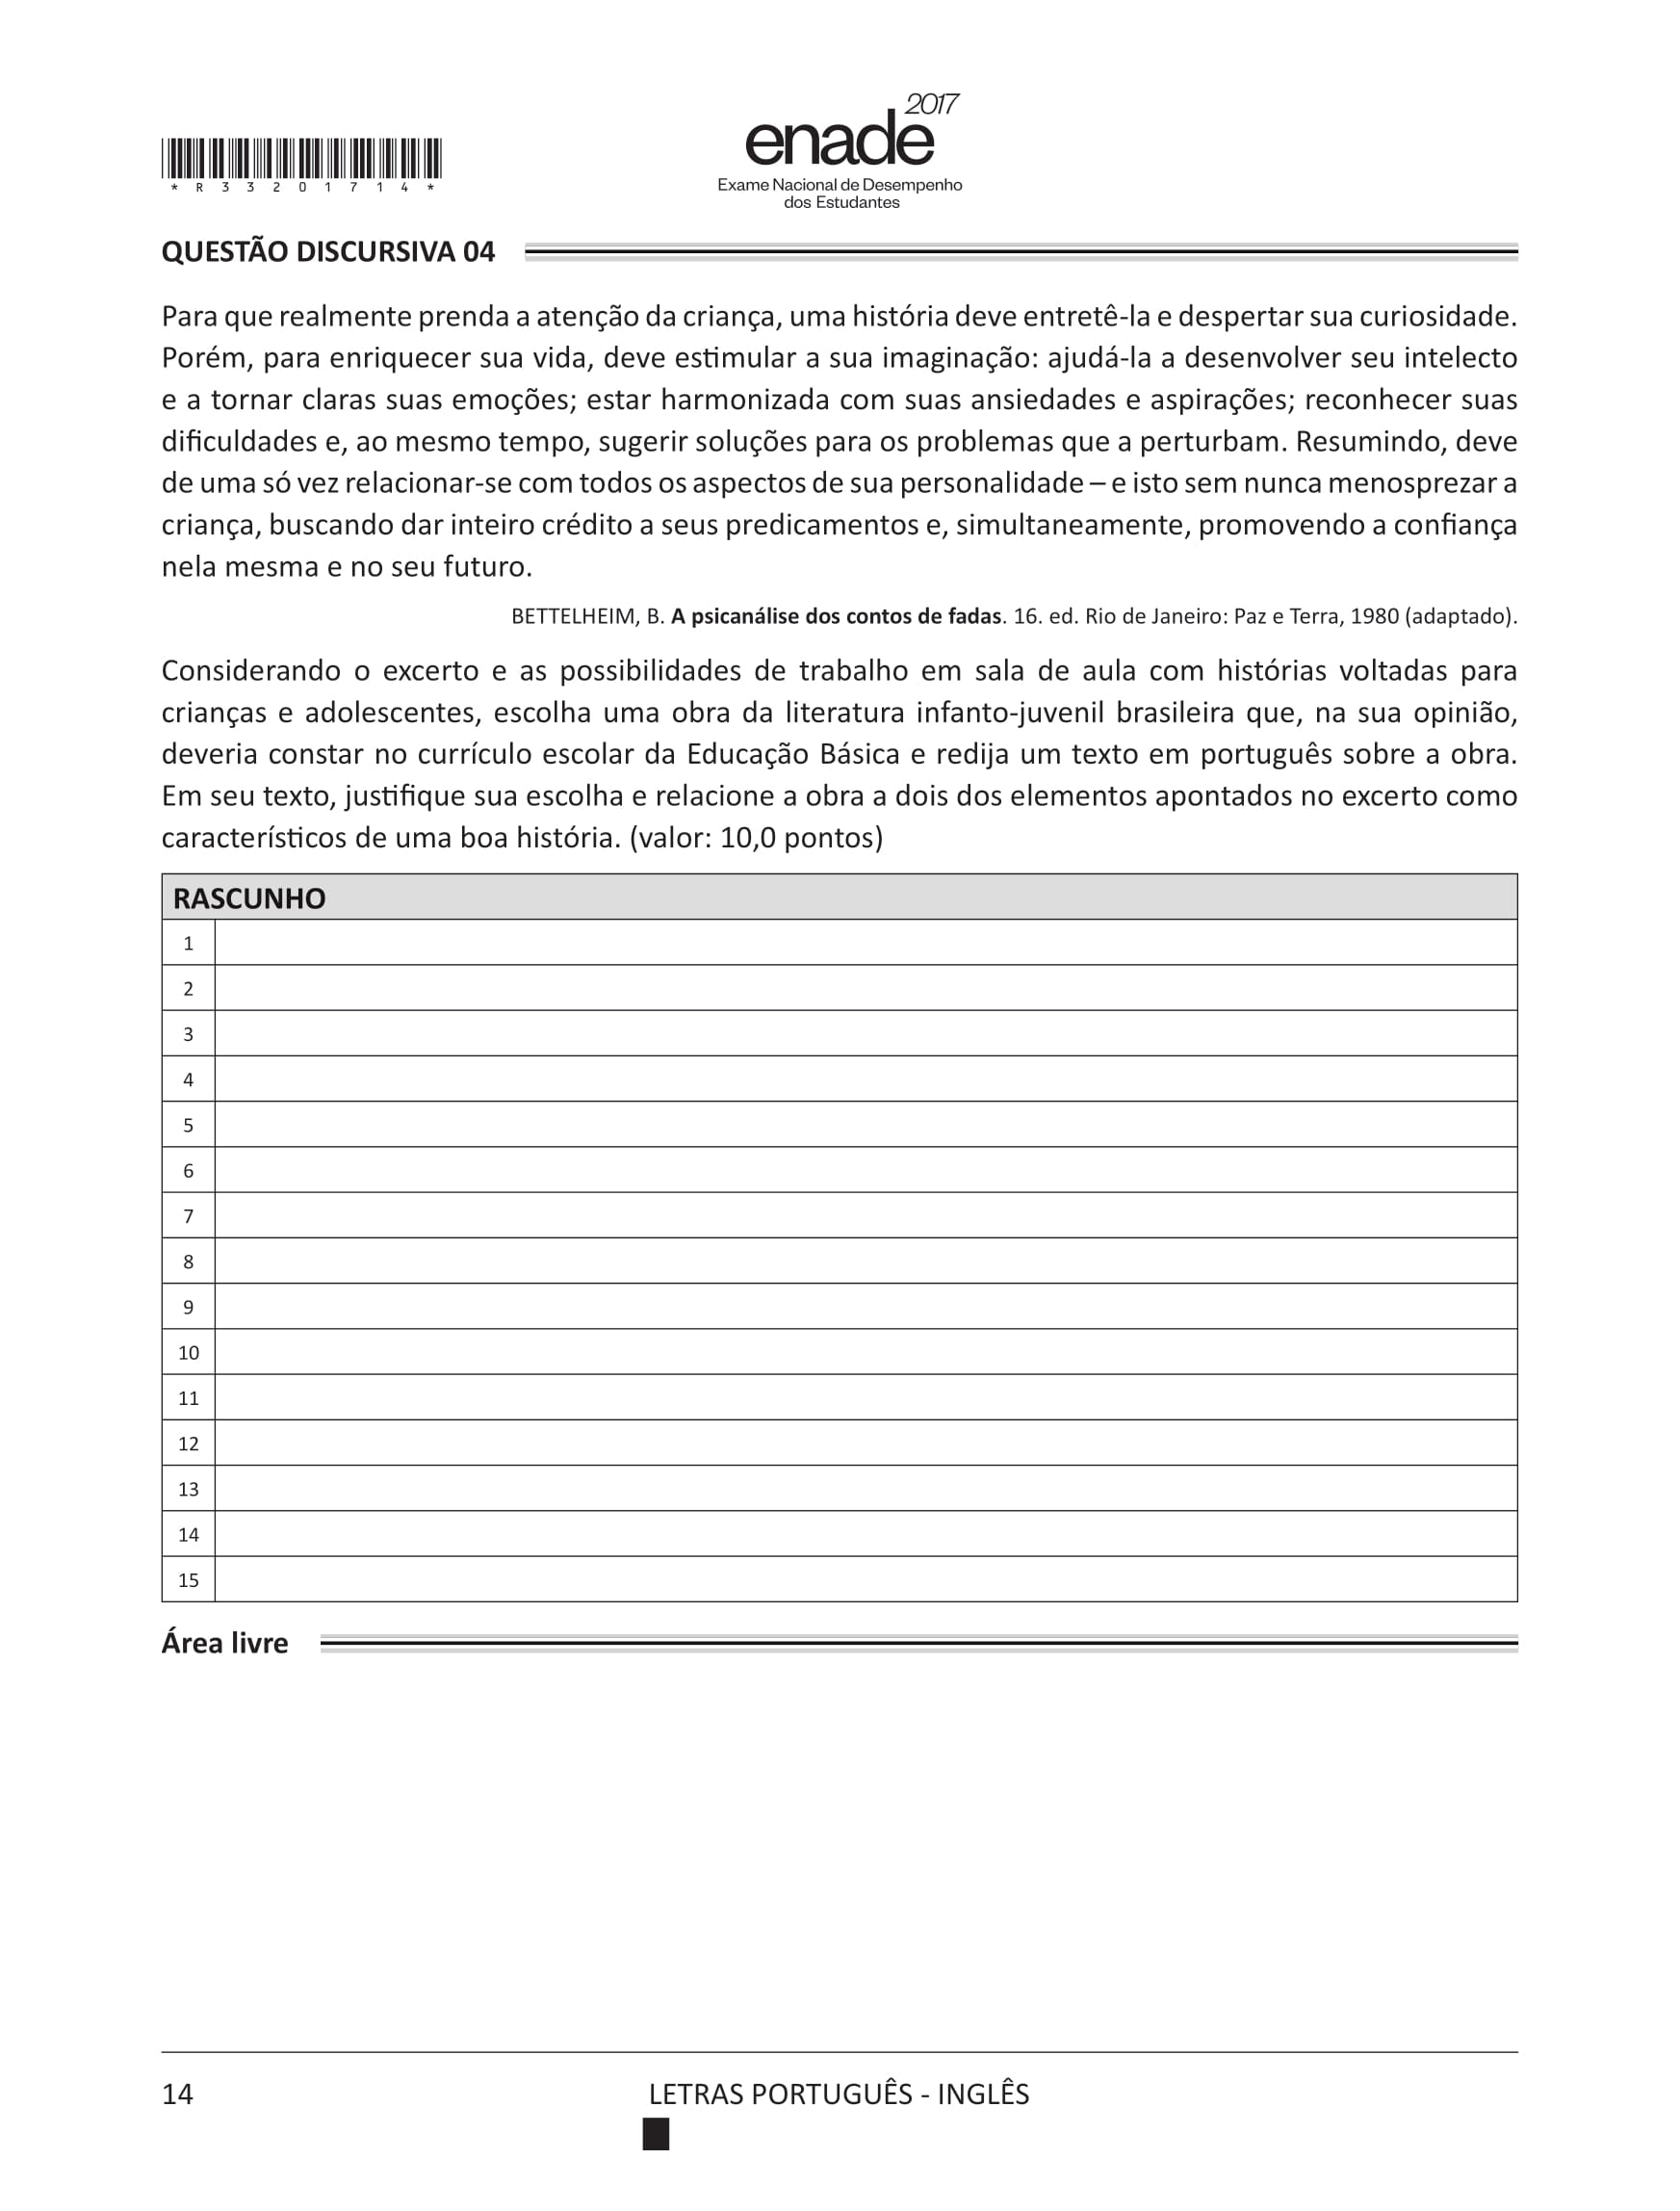 2017
enade
Exame Nacional de Desempenho
dos Estudantes
*R33201714*
QUESTÃO DISCURSIVA 04
Para que realmente prenda a atenção da criança, uma história deve entretê-la e despertar sua curiosidade.
Porém, para enriquecer sua vida, deve estimular a sua imaginação: ajudá-la a desenvolver seu intelecto
e a tornar claras suas emoções; estar harmonizada com suas ansiedades e aspirações; reconhecer suas
dificuldades e, ao mesmo tempo, sugerir soluções para os problemas que a perturbam. Resumindo, deve
de uma só vez relacionar-se com todos os aspectos de sua personalidade – e isto sem nunca menosprezar a
criança, buscando dar inteiro crédito a seus predicamentos e, simultaneamente, promovendo a confiança
nela mesma e no seu futuro.
BETTELHEIM, B. A psicanálise dos contos de fadas. 16. ed. Rio de Janeiro: Paz e Terra, 1980 (adaptado).
Considerando o excerto e as possibilidades de trabalho em sala de aula com histórias voltadas para
crianças e adolescentes, escolha uma obra da literatura infanto-juvenil brasileira que, na sua opinião,
deveria constar no currículo escolar da Educação Básica e redija um texto em português sobre a obra.
Em seu texto, justifique sua escolha e relacione a obra a dois dos elementos apontados no excerto como
característicos de uma boa história. (valor: 10,0 pontos)
RASCUNHO
1
2
3
4
5
6
7
8
9
10
11
12
13
14
15
Área livre
14
LETRAS PORTUGUÊS - INGLÊS